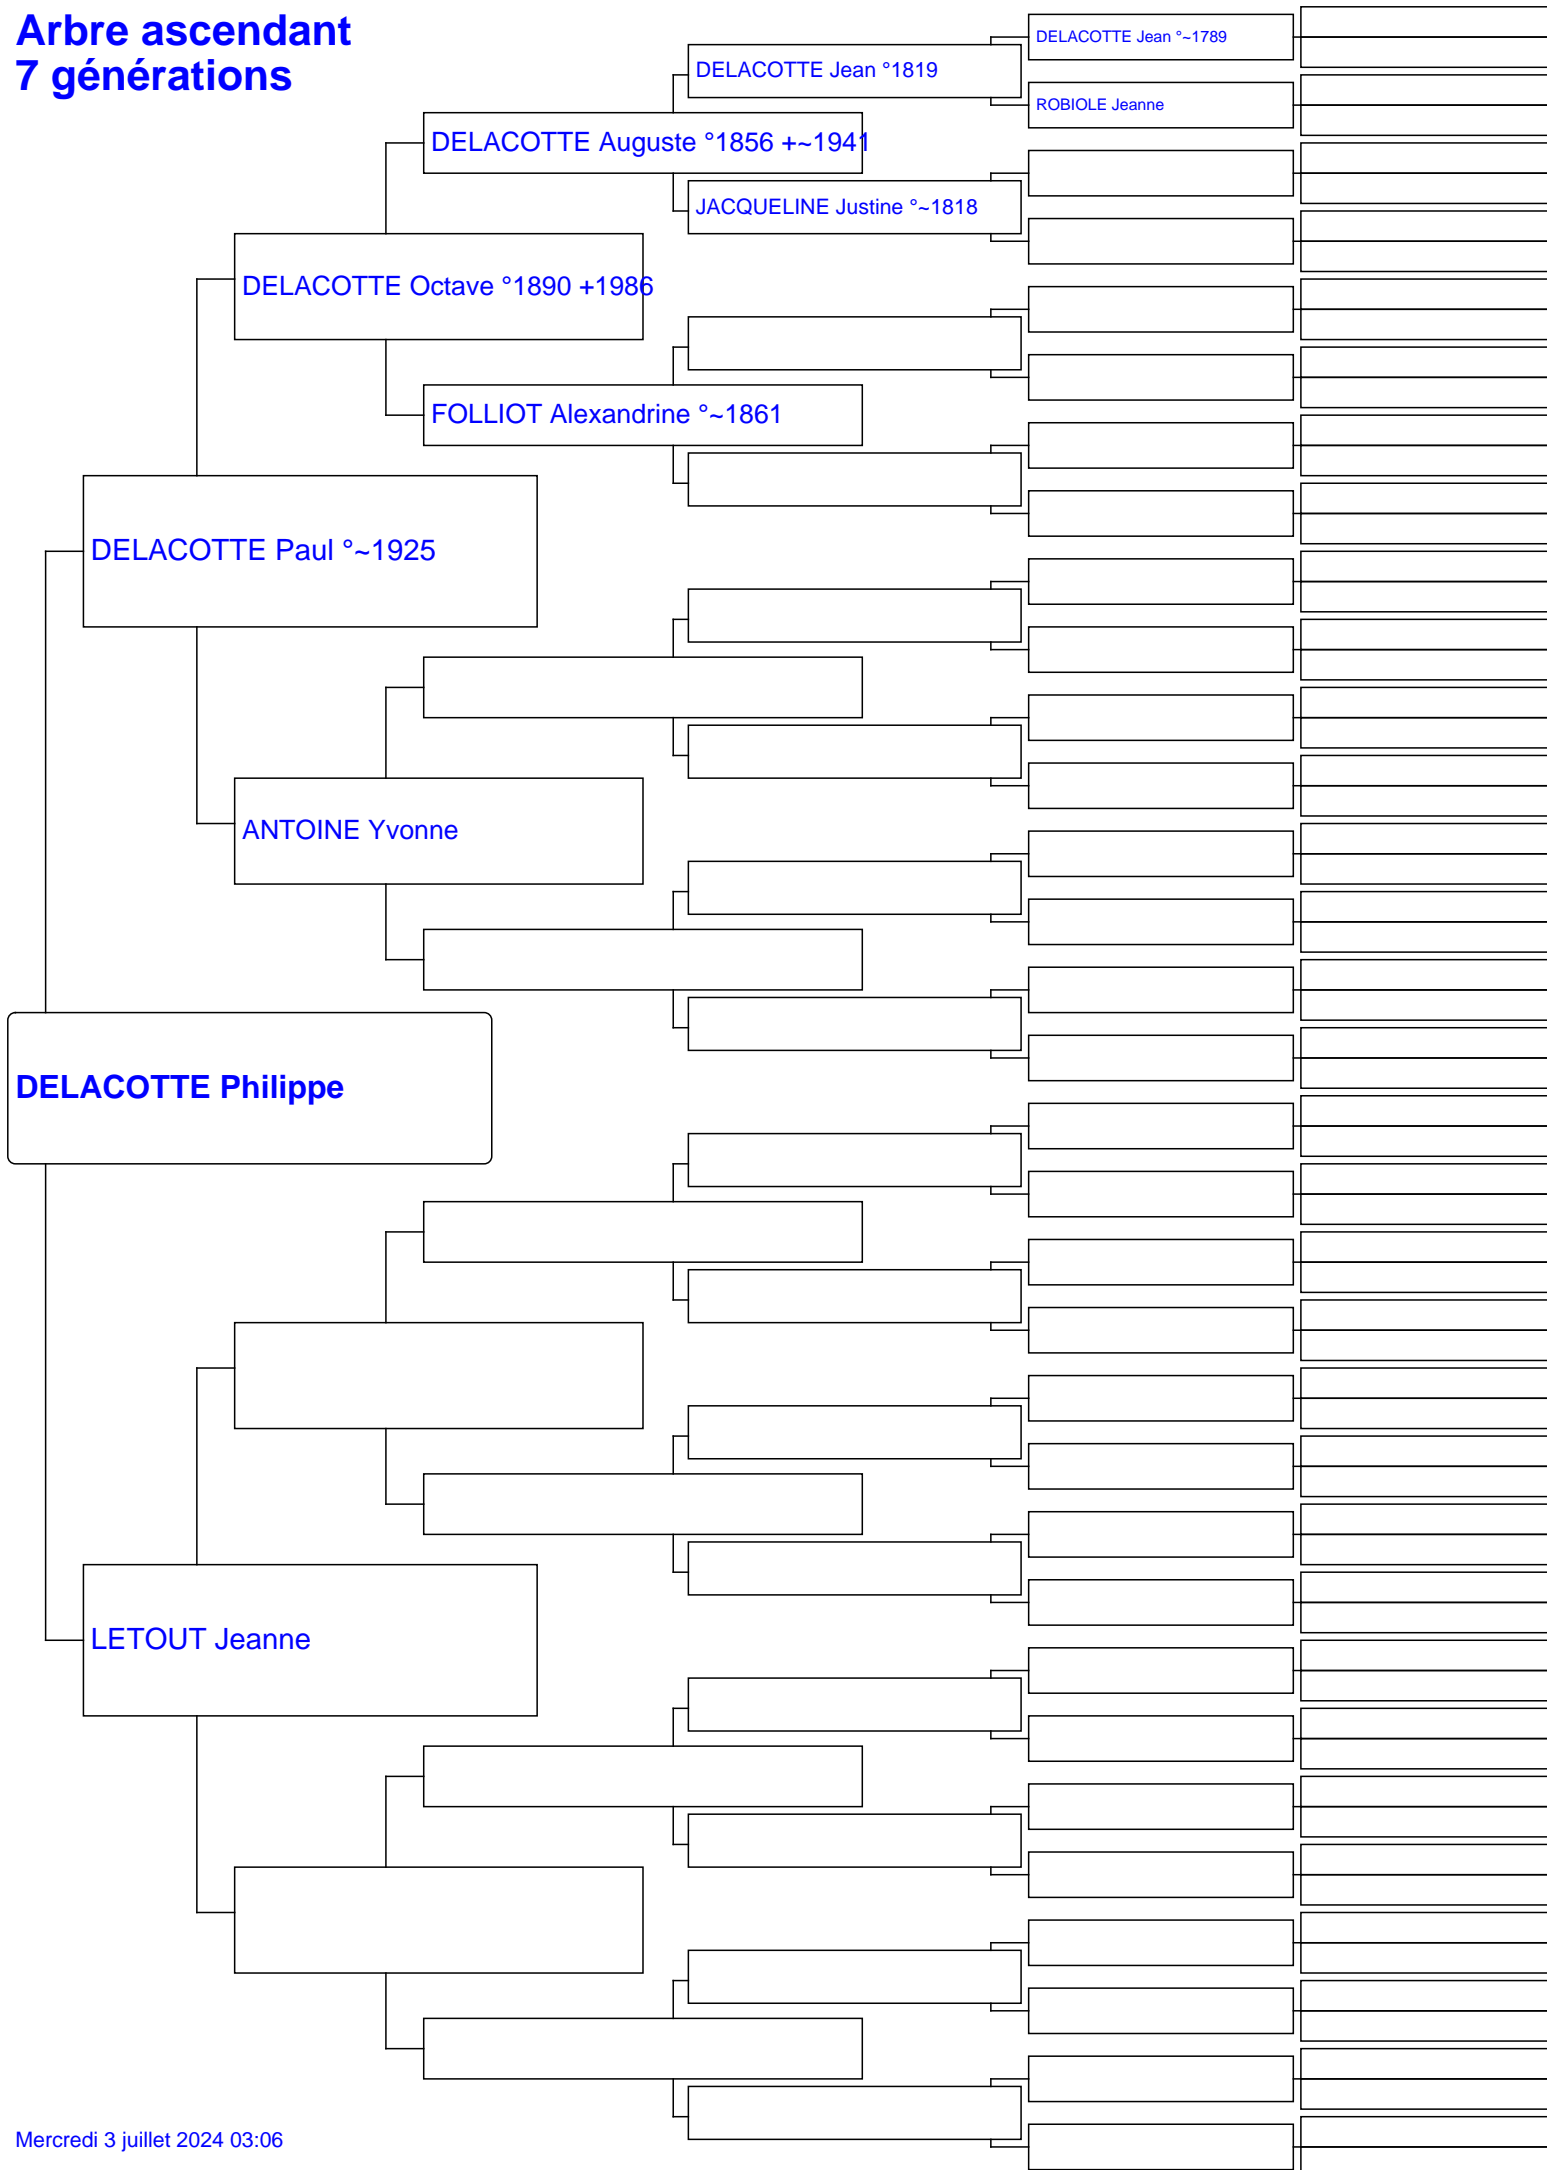 Arbre ascendant
7 générations
DELACOTTE Jean °~1789
DELACOTTE Jean °1819
ROBIOLE Jeanne
DELACOTTE Auguste °1856 +~1941
JACQUELINE Justine °~1818
DELACOTTE Octave °1890 +1986
FOLLIOT Alexandrine °~1861
DELACOTTE Paul °~1925
ANTOINE Yvonne
DELACOTTE Philippe
LETOUT Jeanne
Mercredi 3 juillet 2024 03:06